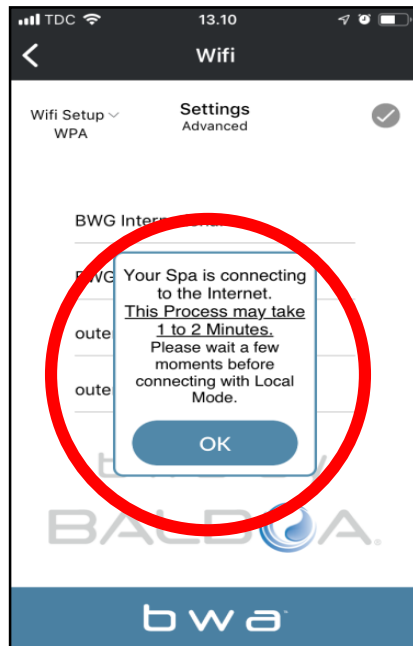 TDC 13.10
Wifi
Wifi Setup
WPA
Settings
Advanced
BWG
Your Spa is connecting
to the Internet.
This Process may take
1 to 2 Minutes.
Please wait a few
moments before
connecting with Local
Mode.
OK
BALBOA
bwa